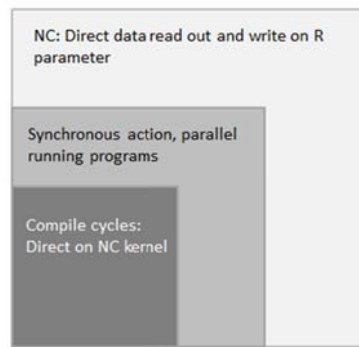 NC: Direct data read out and write on R
parameter
Synchronous action, parallel
running programs
Compile cycles:
Direct on NC kernel